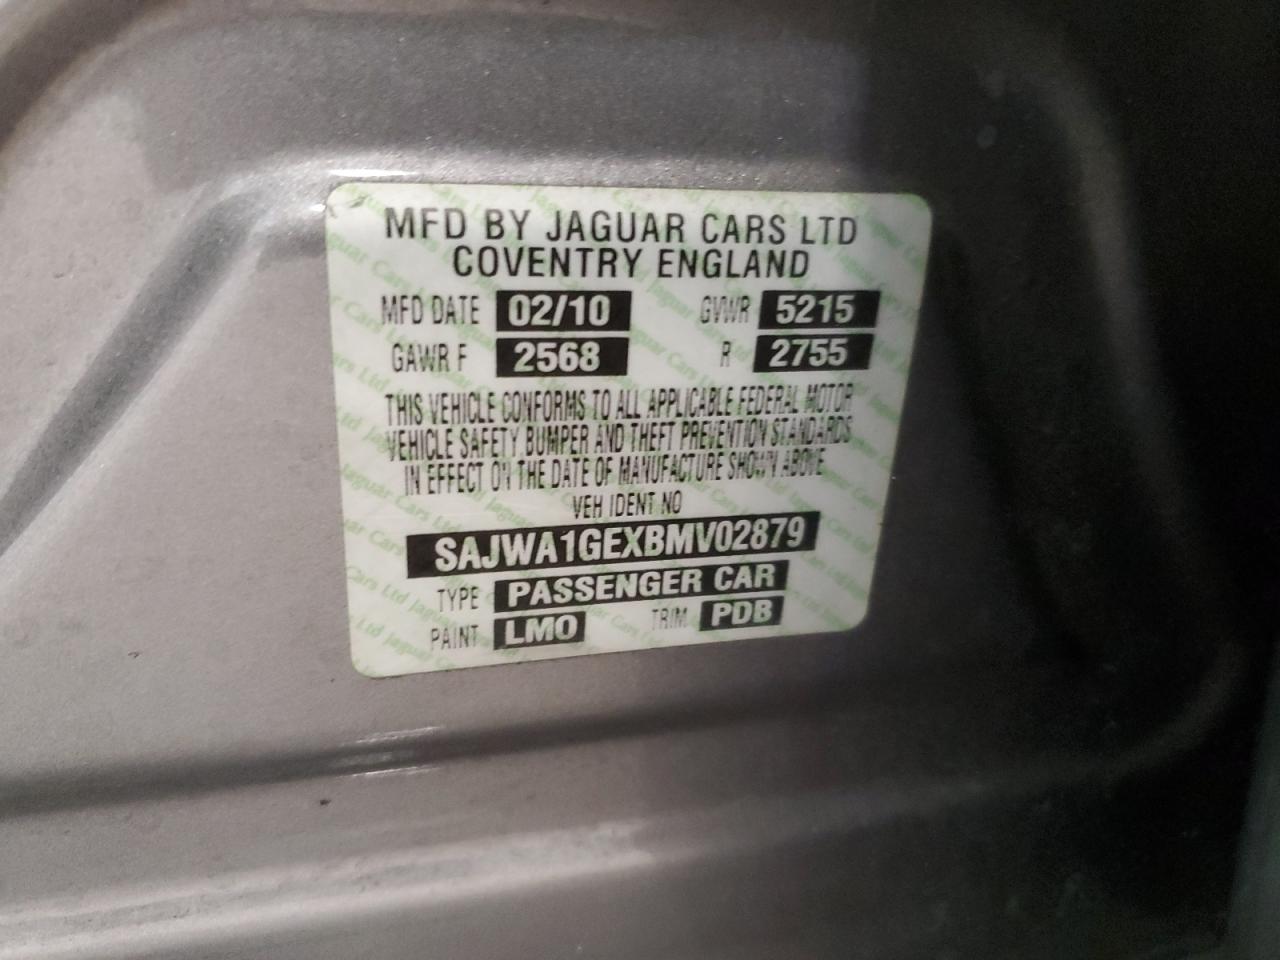 MFD BY JAGUAR CARS LTD
COVENTRY ENGLAND
MFD DATE 02/10 GVWR 5215
GAWR F 2568 R 2755
THIS VEHICLE CONFORMS TO ALL APPLICABLE FEDERAL MOTOR
VEHICLE SAFETY BUMPER AND THEFT PREVENTION STANDARDS
IN EFFECT ON THE DATE OF MANUFACTURE SHOWN ABOVE
VEH IDENT NO
SAJWA1GEXBMV02879
TYPE PASSENGER CAR
PAINT LMO TRIM PDB